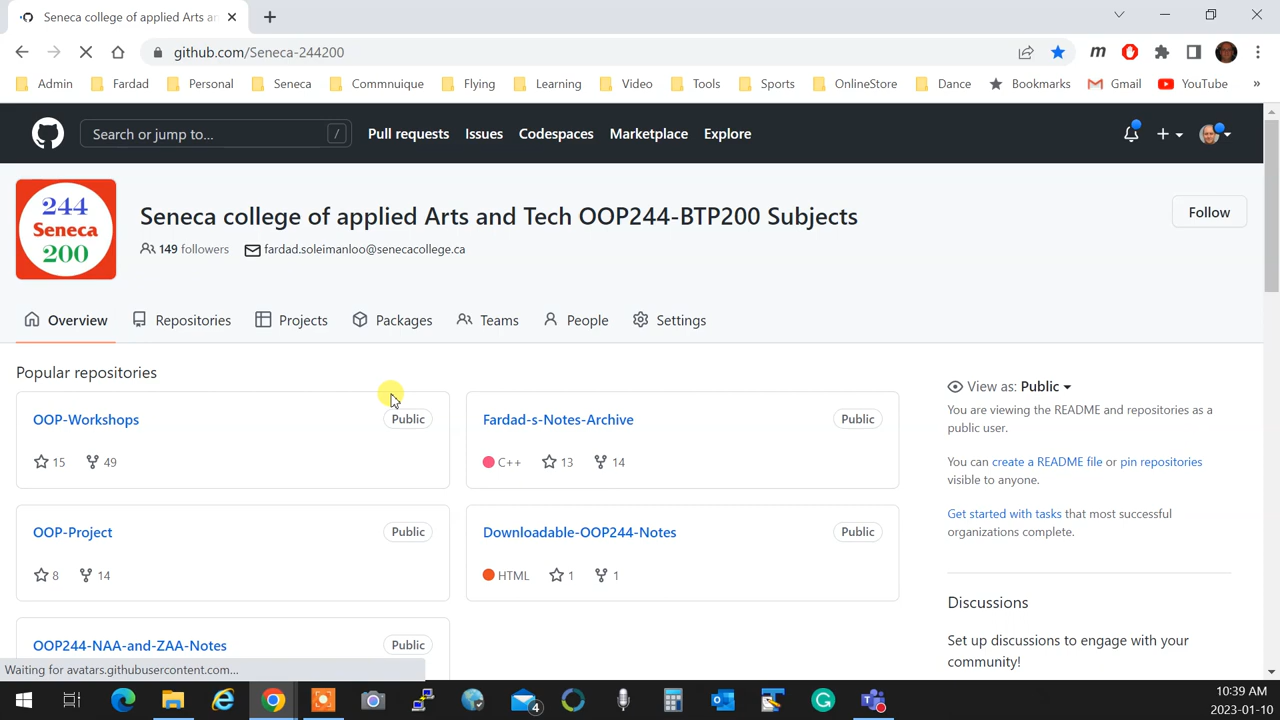 Seneca college of applied Arts an
github.com/Seneca-244200
m
Admin Fardad Personal Seneca Commnuique Flying Learning Video Tools Sports OnlineStore Dance Bookmarks Gmail YouTube »
Search or jump to... / Pull requests Issues Codespaces Marketplace Explore
244
Seneca
200
Seneca college of applied Arts and Tech OOP244-BTP200 Subjects
Follow
149 followers fardad.soleimanloo@senecacollege.ca
Overview Repositories Projects Packages Teams People Settings
Popular repositories
View as: Public
OOP-Workshops Public
15 49
Fardad-s-Notes-Archive Public
C++ 13 14
You are viewing the README and repositories as a
public user.
You can create a README file or pin repositories
visible to anyone.
Get started with tasks that most successful
organizations complete.
OOP-Project Public
8 14
Downloadable-OOP244-Notes Public
HTML 1 1
Discussions
Set up discussions to engage with your
community!
OOP244-NAA-and-ZAA-Notes Public
Waiting for avatars.githubusercontent.com...
4
10:39 AM
2023-01-10